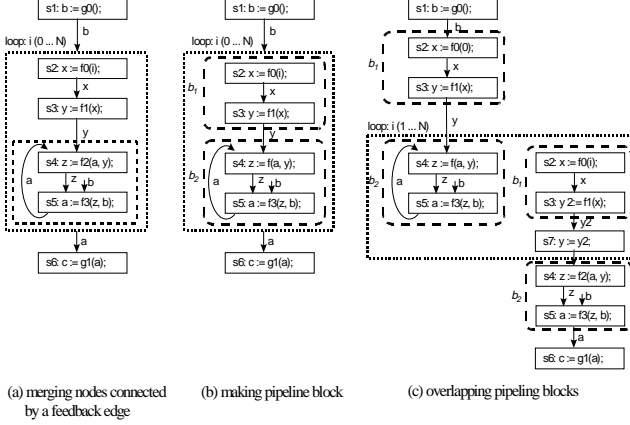 s1: b := g0();
b
loop: i (0 ... N)
s2: x := f0(i);
x
s3: y := f1(x);
y
s4: z := f2(a, y);
a
z
b
s5: a := f3(z, b);
a
s6: c := g1(a);
(a) merging nodes connected
by a feedback edge
s1: b := g0();
b
loop: i (0 ... N)
b1
s2: x := f0(i);
x
s3: y := f1(x);
y
b2
s4: z := f(a, y);
a
z
b
s5: a := f3(z, b);
a
s6: c := g1(a);
(b) making pipeline block
s1: b := g0();
b
b1
s2: x := f0(0);
x
s3: y := f1(x);
y
loop: i (1 ... N)
b2
s4: z := f(a, y);
a
z
b
s5: a := f3(z, b);
b1
s2: x := f0(i);
x
s3: y 2:= f1(x);
y2
s7: y := y2;
b2
s4: z := f2(a, y);
z
b
s5: a := f3(z, b);
a
s6: c := g1(a);
(c) overlapping pipeling blocks